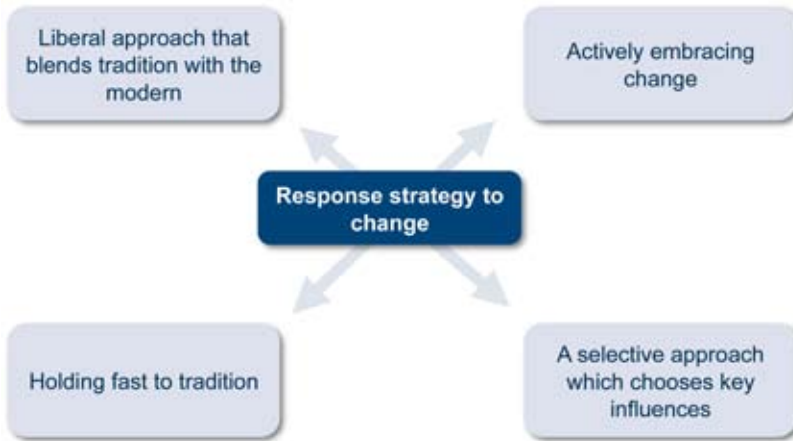 Liberal approach that
blends tradition with the
modern
Actively embracing
change
Response strategy to
change
Holding fast to tradition
A selective approach
which chooses key
influences